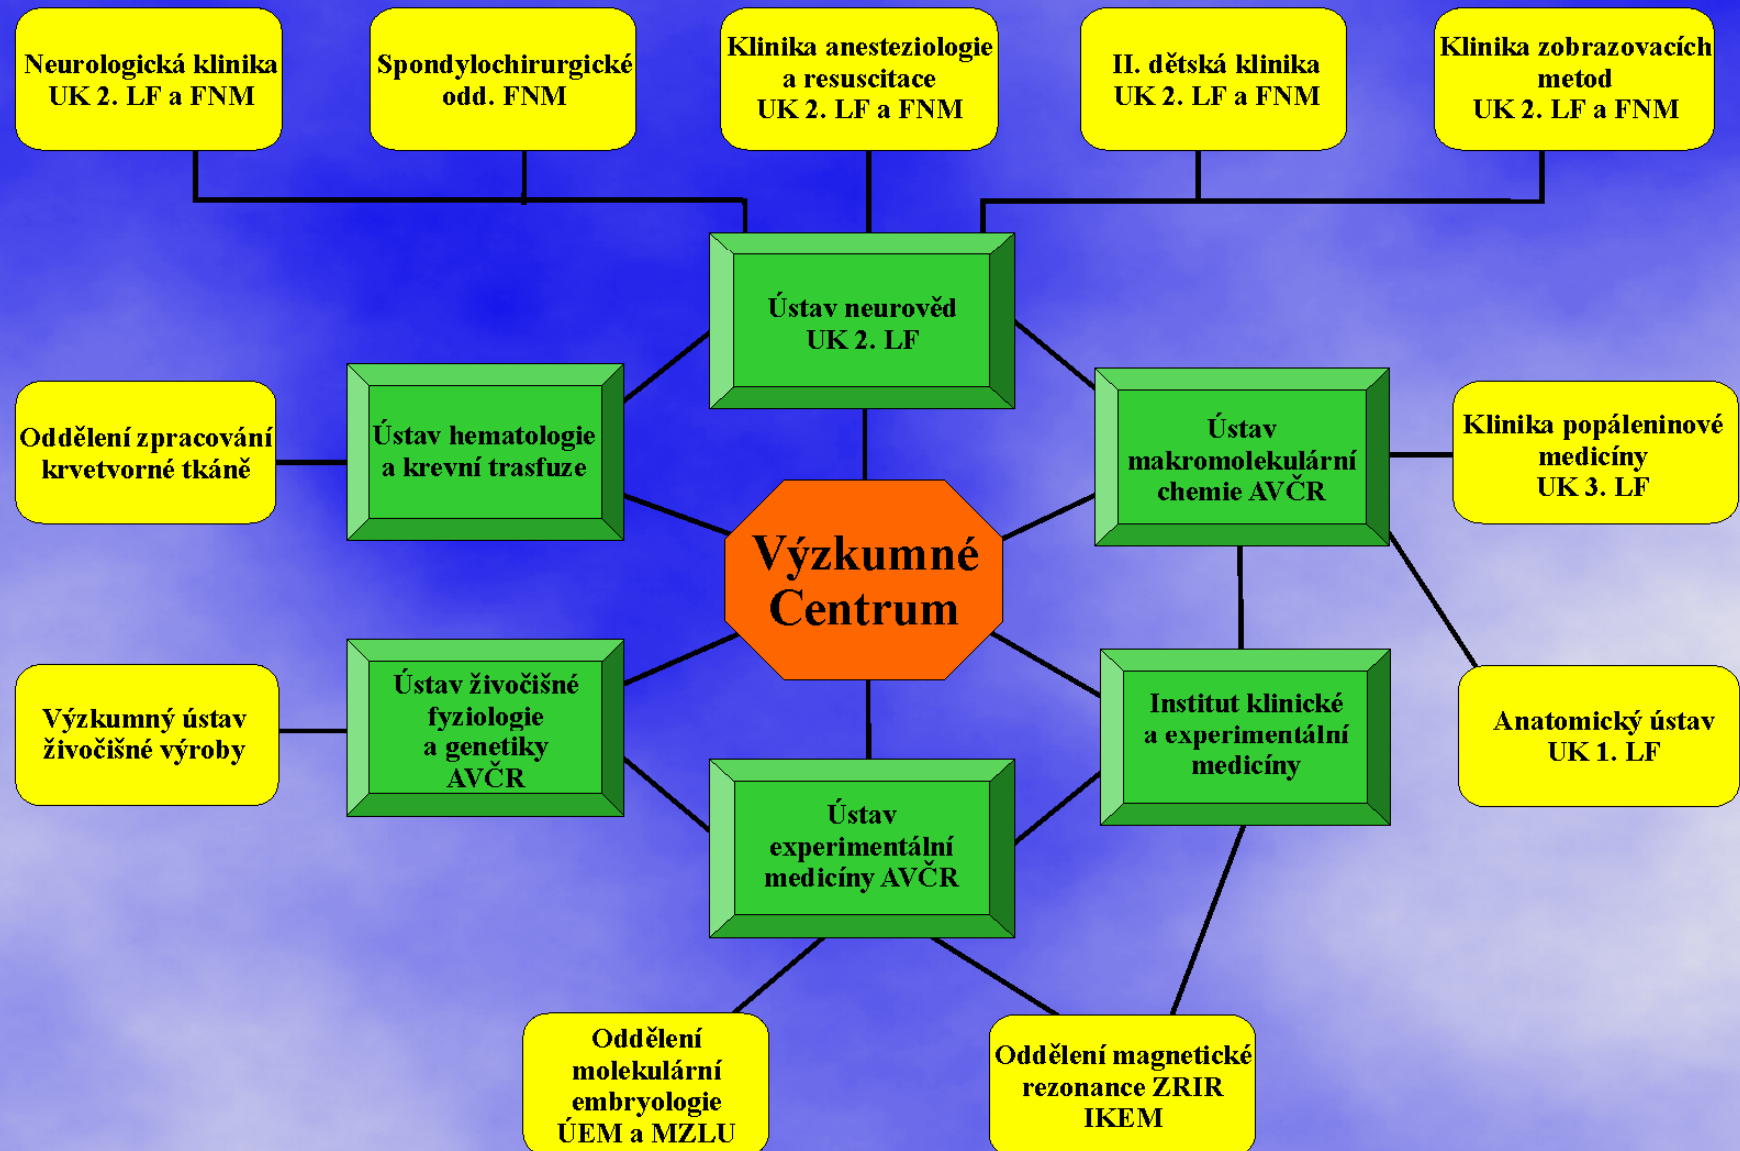 Neurologická klinika
UK 2. LF a FNM
Spondylochirurgické
odd. FNM
Klinika anesteziologie
a resuscitace
UK 2. LF a FNM
II. dětská klinika
UK 2. LF a FNM
Klinika zobrazovacích
metod
UK 2. LF a FNM
Ústav neurověd
UK 2. LF
Oddělení zpracování
krvetvorné tkáně
Ústav hematologie
a krevní trasfuze
Ústav
makromolekulární
chemie AVČR
Klinika popáleninové
medicíny
UK 3. LF
Výzkumné
Centrum
Výzkumný ústav
živočišné výroby
Ústav živočišné
fyziologie
a genetiky
AVČR
Institut klinické
a experimentální
medicíny
Anatomický ústav
UK 1. LF
Ústav
experimentální
medicíny AVČR
Oddělení
molekulární
embryologie
ÚEM a MZLU
Oddělení magnetické
rezonance ZRIR
IKEM